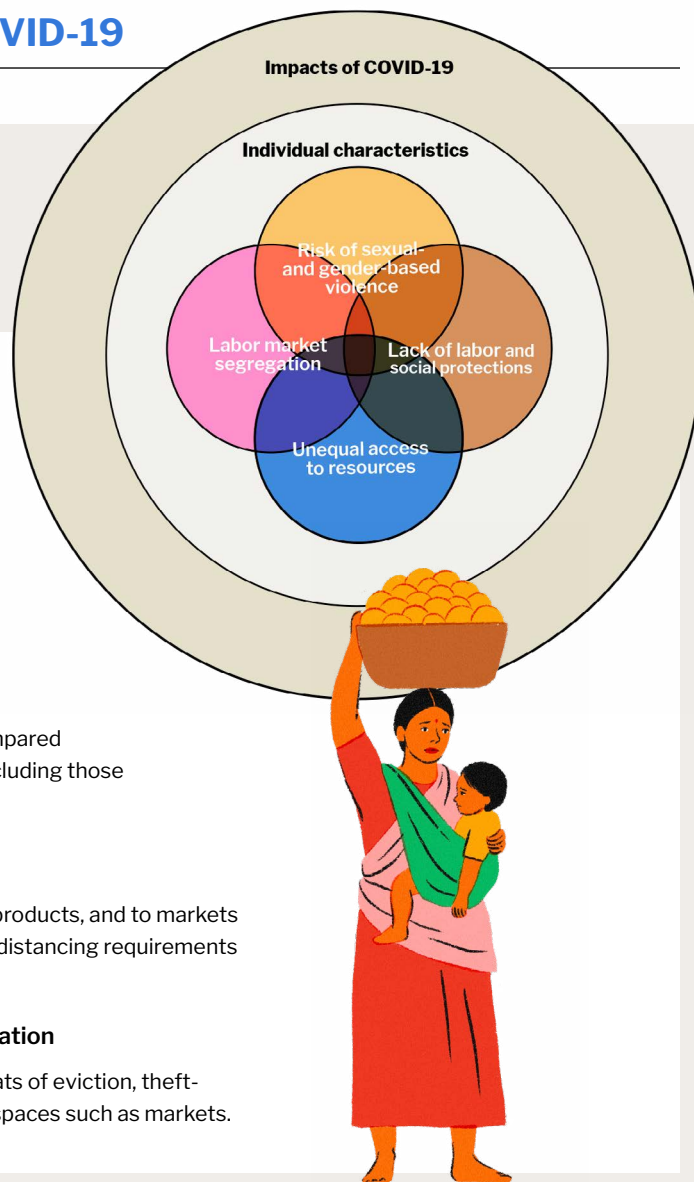 VID-19
Impacts of COVID-19
Individual characteristics
Risk of sexual-
and gender-based
violence
Labor market
segregation
Lack of labor and
social protections
Unequal access
to resources
mpared
cluding those
products, and to markets
distancing requirements
ation
ats of eviction, theft-
spaces such as markets.